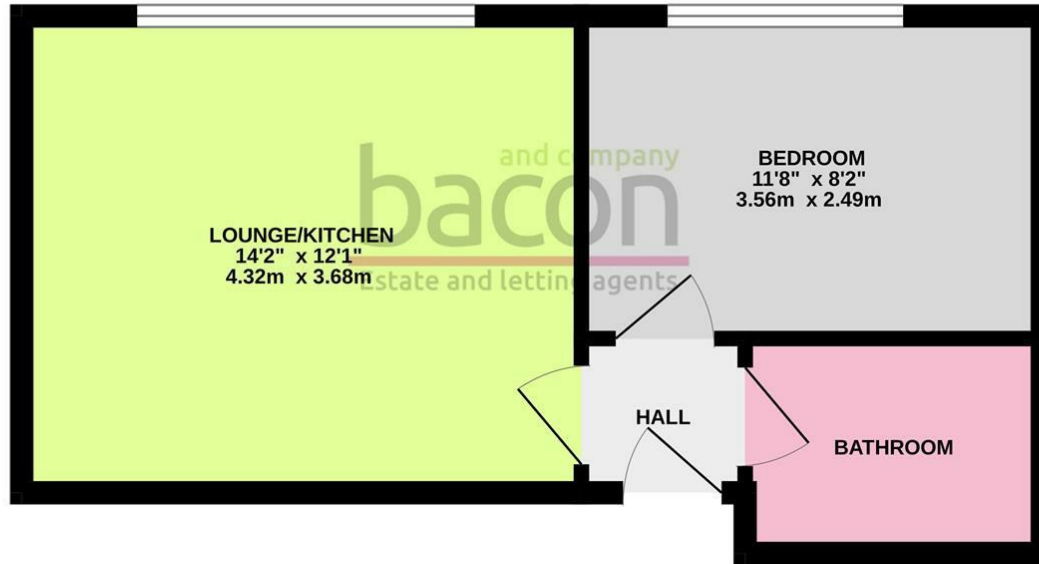 and company
bacon
Estate and letting agents
LOUNGE/KITCHEN
14'2" x 12'1"
4.32m x 3.68m
BEDROOM
11'8" x 8'2"
3.56m x 2.49m
HALL
BATHROOM